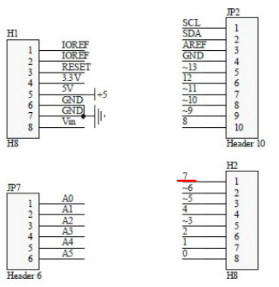 H1
1 IOREF
2 IOREF
3 RESET
4 3.3V
5 5V
6 GND
7 GND
8 Vin
+5
H8
JP2
SCL 1
SDA 2
AREF 3
GND 4
~13 5
12 6
~11 7
~10 8
~9 9
8 10
Header 10
JP7
1 A0
2 A1
3 A2
4 A3
5 A4
6 A5
Header 6
H2
7 1
~6 2
~5 3
4 4
~3 5
2 6
1 7
0 8
H8